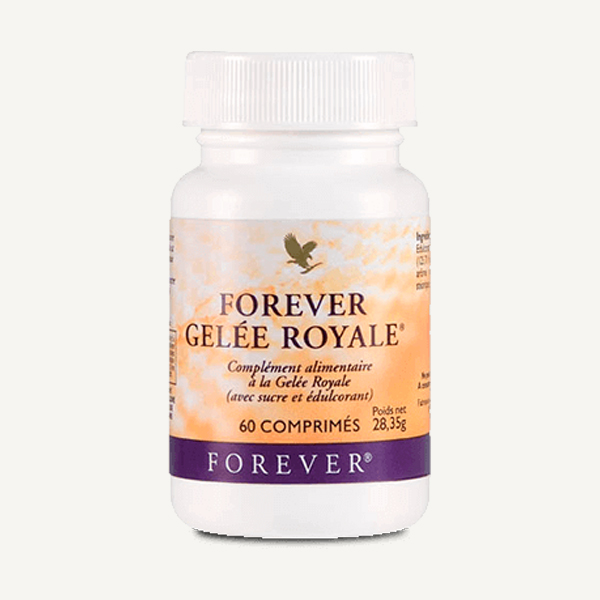 FOREVER
GELÉE ROYALE®
Complément alimentaire
à la Gelée Royale
(avec sucre et édulcorant)
60 COMPRIMÉS
Poids net
28,35g
FOREVER®